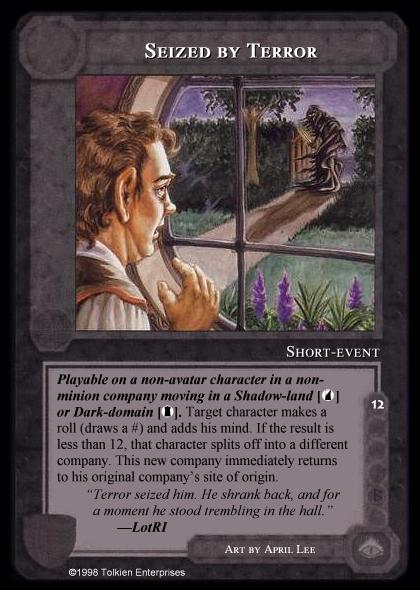 Seized by Terror
Short-event
Playable on a non-avatar character in a non-
minion company moving in a Shadow-land [ ]
or Dark-domain [ ]. Target character makes a
roll (draws a #) and adds his mind. If the result is
less than 12, that character splits off into a different
company. This new company immediately returns
to his original company's site of origin.
12
“Terror seized him. He shrank back, and for
a moment he stood trembling in the hall.”
—LotRI
Art by April Lee
©1998 Tolkien Enterprises